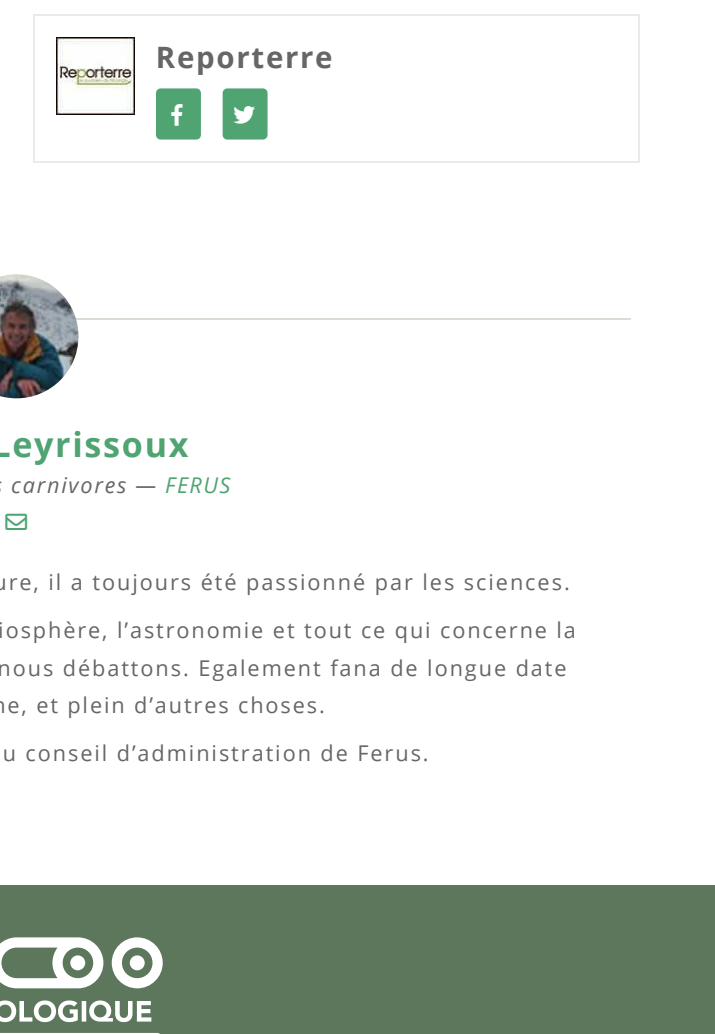 Reporterre
Reporterre
Leyrissoux
s carnivores — FERUS
ure, il a toujours été passionné par les sciences.
iosphère, l’astronomie et tout ce qui concerne la
nous débattons. Egalement fana de longue date
ne, et plein d’autres choses.
u conseil d’administration de Ferus.
OLOGIQUE